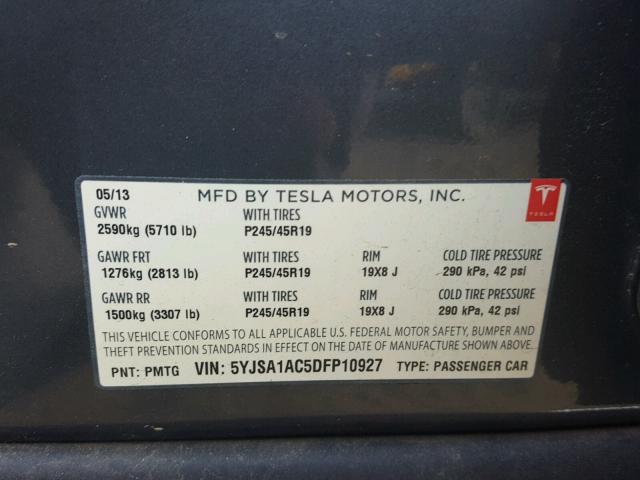 05/13 MFD BY TESLA MOTORS, INC.
TESLA
GVWR WITH TIRES
2590kg (5710 lb) P245/45R19
GAWR FRT WITH TIRES RIM COLD TIRE PRESSURE
1276kg (2813 lb) P245/45R19 19X8 J 290 kPa, 42 psi
GAWR RR WITH TIRES RIM COLD TIRE PRESSURE
1500kg (3307 lb) P245/45R19 19X8 J 290 kPa, 42 psi
THIS VEHICLE CONFORMS TO ALL APPLICABLE U.S. FEDERAL MOTOR SAFETY, BUMPER AND
THEFT PREVENTION STANDARDS IN EFFECT ON THE DATE OF MANUFACTURE SHOWN ABOVE.
PNT: PMTG VIN: 5YJSA1AC5DFP10927 TYPE: PASSENGER CAR